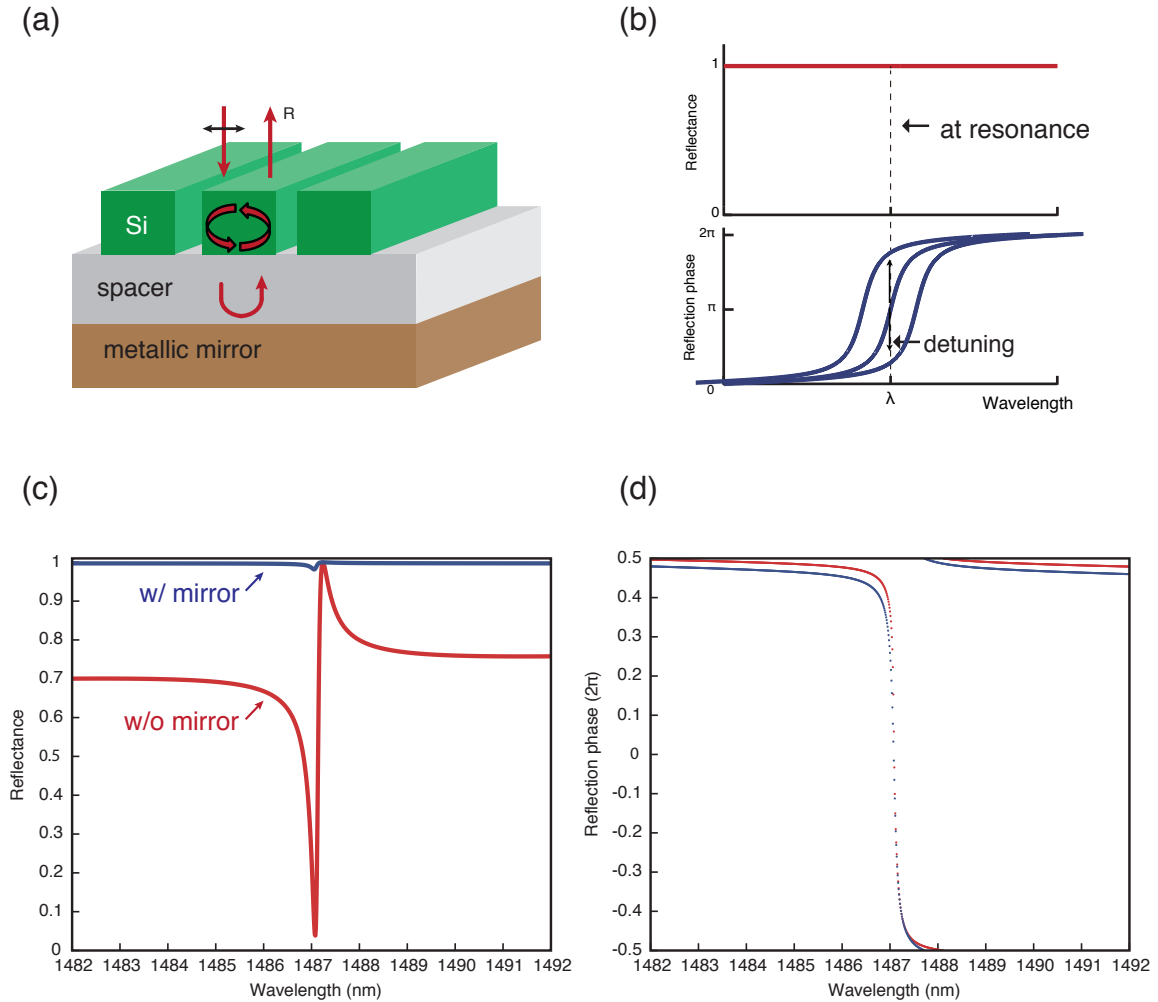 (a)
R
Si
spacer
metallic mirror
(b)
1
Reflectance
at resonance
0
2π
Reflection phase
π
detuning
0
λ
Wavelength
(c)
1
w/ mirror
0.9
0.8
0.7
w/o mirror
0.6
Reflectance
0.5
0.4
0.3
0.2
0.1
0
1482 1483 1484 1485 1486 1487 1488 1489 1490 1491 1492
Wavelength (nm)
(d)
0.5
0.4
0.3
0.2
0.1
Reflection phase (2π)
0
-0.1
-0.2
-0.3
-0.4
-0.5
1482 1483 1484 1485 1486 1487 1488 1489 1490 1491 1492
Wavelength (nm)